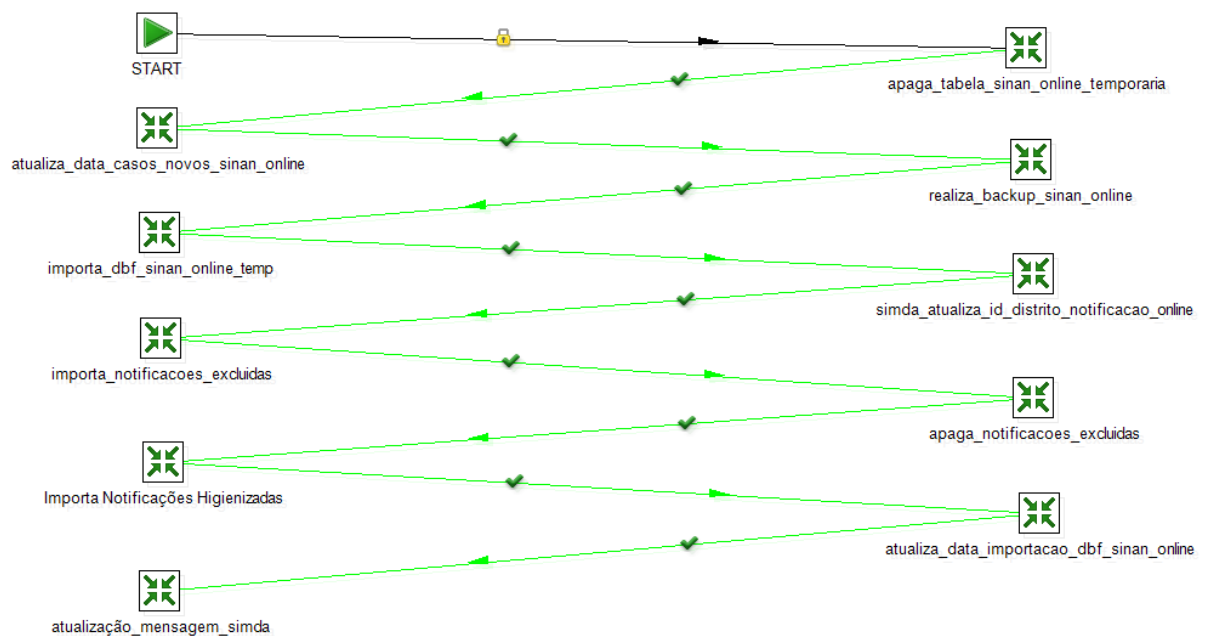 START
apaga_tabela_sinan_online_temporaria
atualiza_data_casos_novos_sinan_online
realiza_backup_sinan_online
importa_dbf_sinan_online_temp
simda_atualiza_id_distrito_notificacao_online
importa_notificacoes_excluidas
apaga_notificacoes_excluidas
Importa Notificações Higienizadas
atualiza_data_importacao_dbf_sinan_online
atualização_mensagem_simda